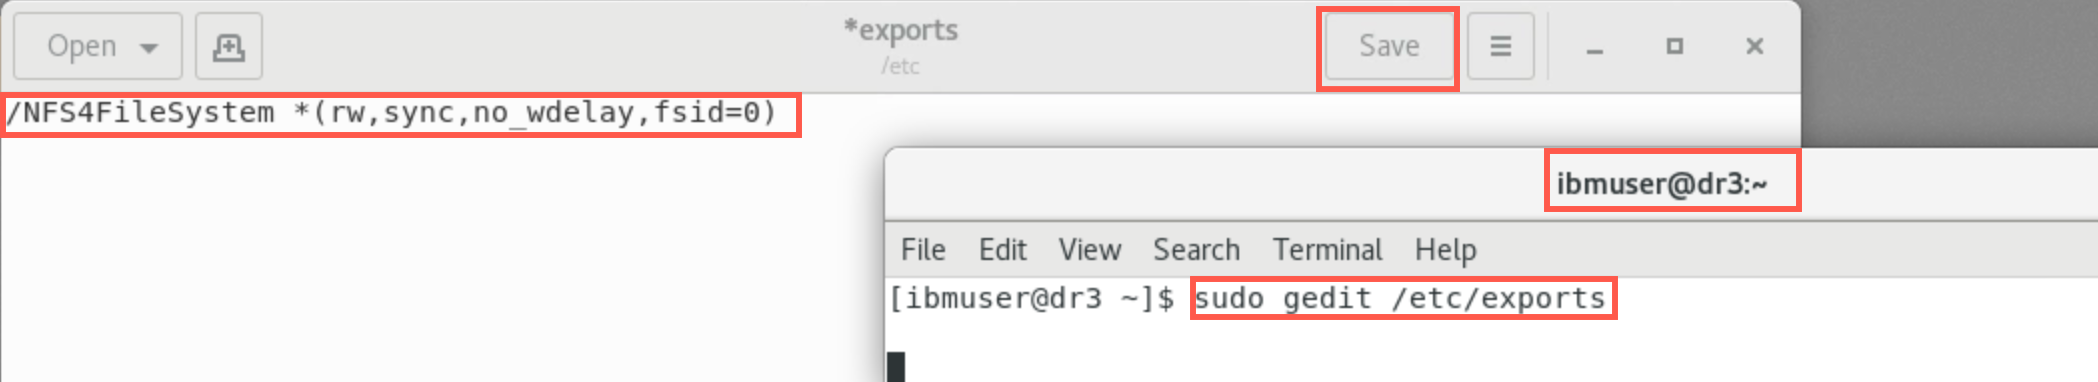 Open
*exports
/etc
Save
/NFS4FileSystem *(rw,sync,no_wdelay,fsid=0)
ibmuser@dr3:~
File Edit View Search Terminal Help
[ibmuser@dr3 ~]$ sudo gedit /etc/exports